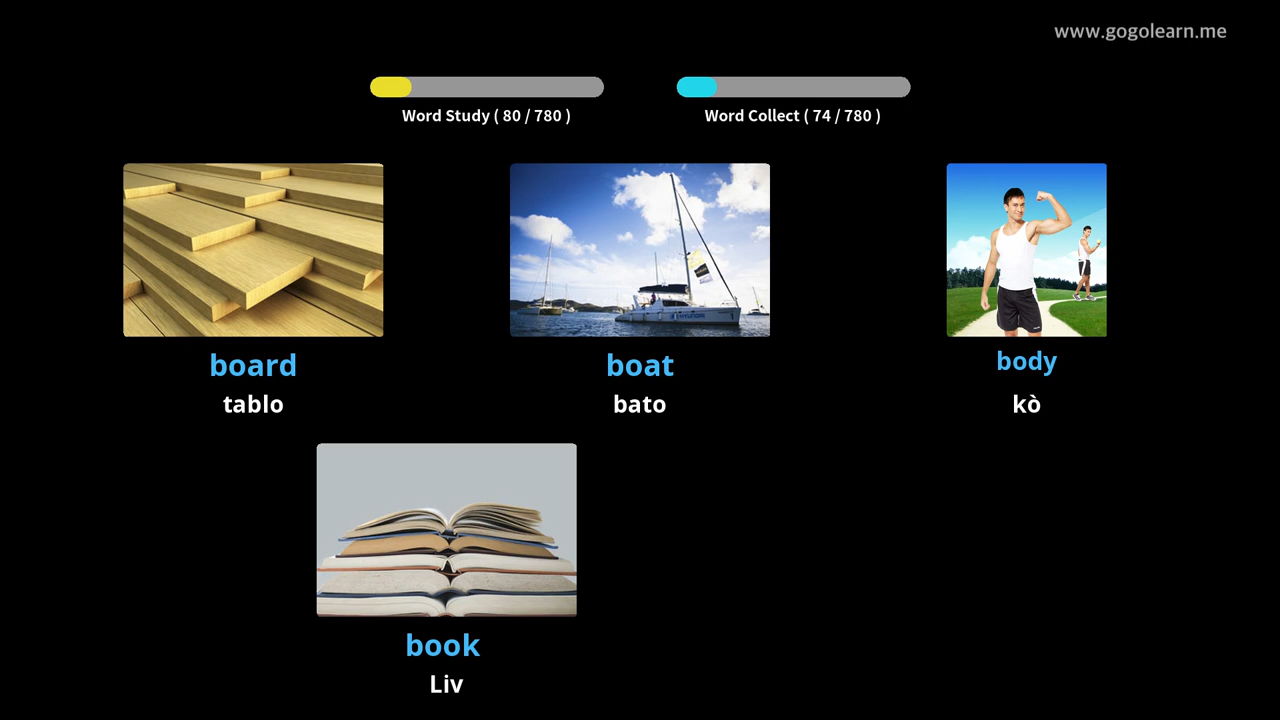 www.gogolearn.me
Word Study ( 80 / 780 )
Word Collect ( 74 / 780 )
board
tablo
boat
bato
body
kò
book
Liv